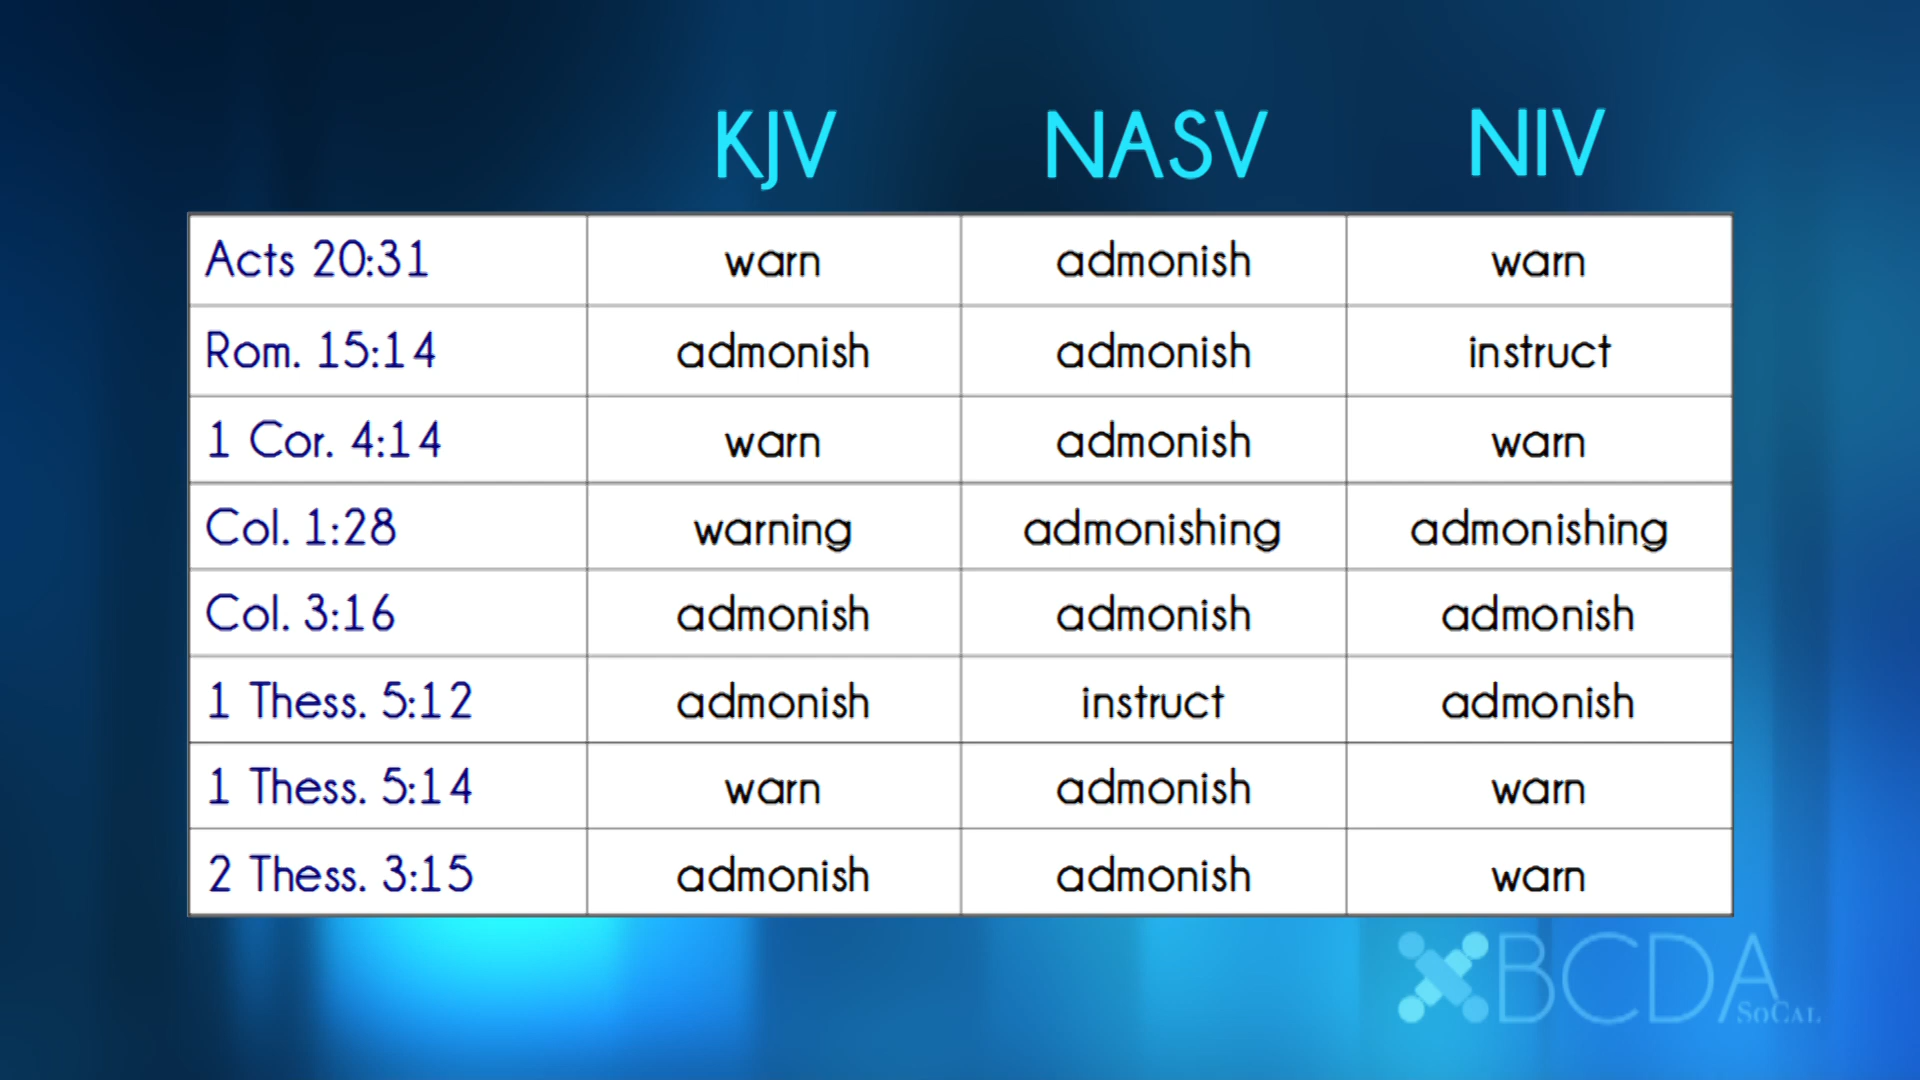 KJV NASV NIV
Acts 20:31 warn admonish warn
Rom. 15:14 admonish admonish instruct
1 Cor. 4:14 warn admonish warn
Col. 1:28 warning admonishing admonishing
Col. 3:16 admonish admonish admonish
1 Thess. 5:12 admonish instruct admonish
1 Thess. 5:14 warn admonish warn
2 Thess. 3:15 admonish admonish warn
BCDA
SoCal